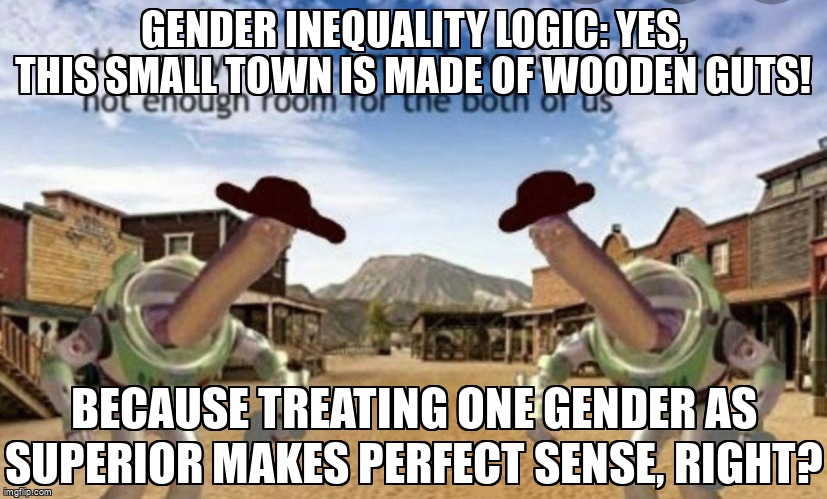 GENDER INEQUALITY LOGIC: YES,
THIS SMALL TOWN IS MADE OF WOODEN GUTS!
not enough room for the both of us
BECAUSE TREATING ONE GENDER AS
SUPERIOR MAKES PERFECT SENSE, RIGHT?
imgflip.com